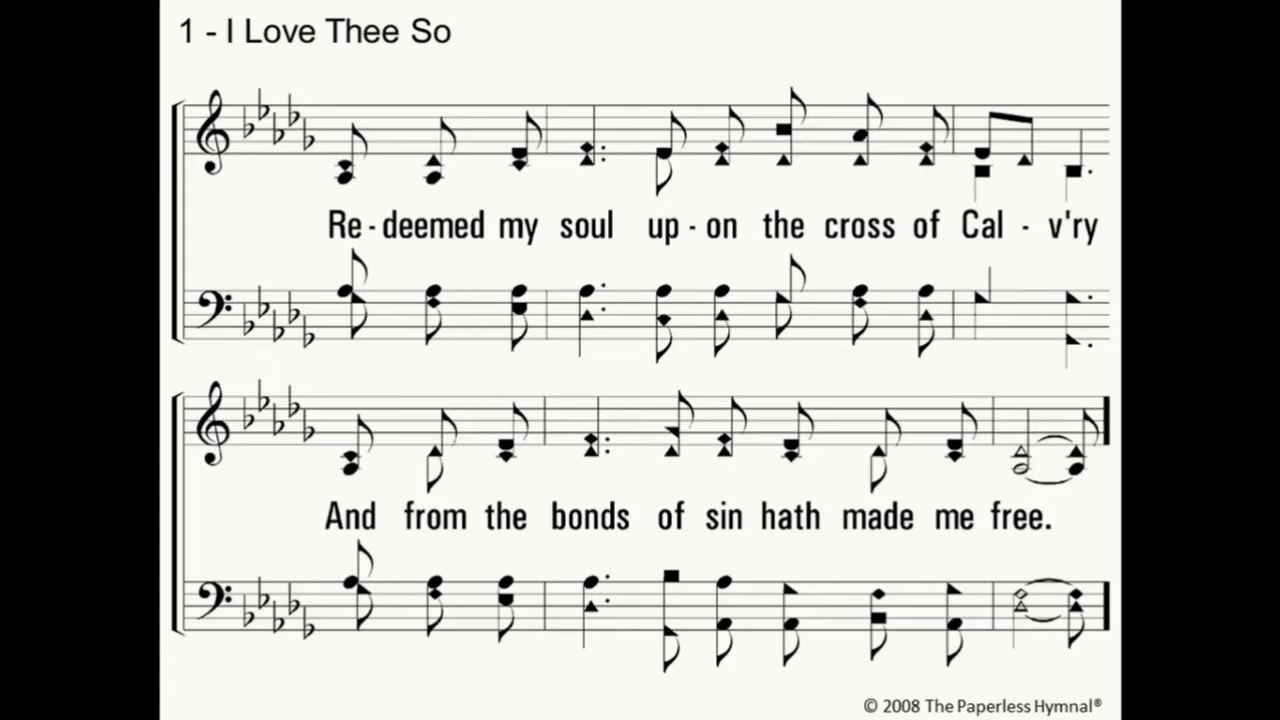 1 - I Love Thee So
Re - deemed my soul up - on the cross of Cal - v'ry
And from the bonds of sin hath made me free.
© 2008 The Paperless Hymnal®